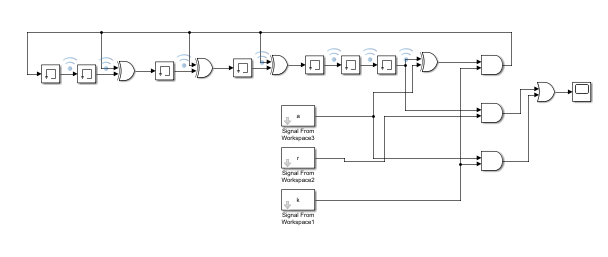 a
Signal From
Workspace3
r
Signal From
Workspace2
k
Signal From
Workspace1